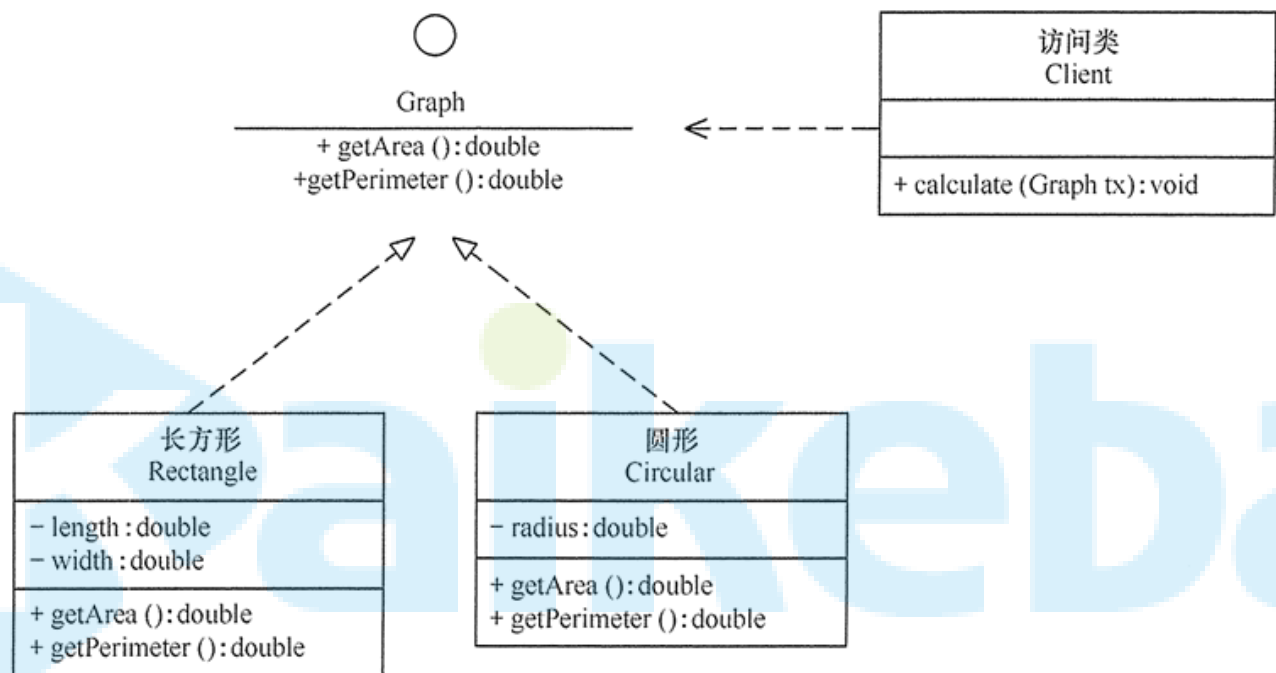 Graph
+ getArea ():double
+getPerimeter ():double
访问类
Client
+ calculate (Graph tx):void
长方形
Rectangle
− length:double
− width:double
+ getArea ():double
+ getPerimeter ():double
圆形
Circular
− radius:double
+ getArea ():double
+ getPerimeter ():double
aikeba